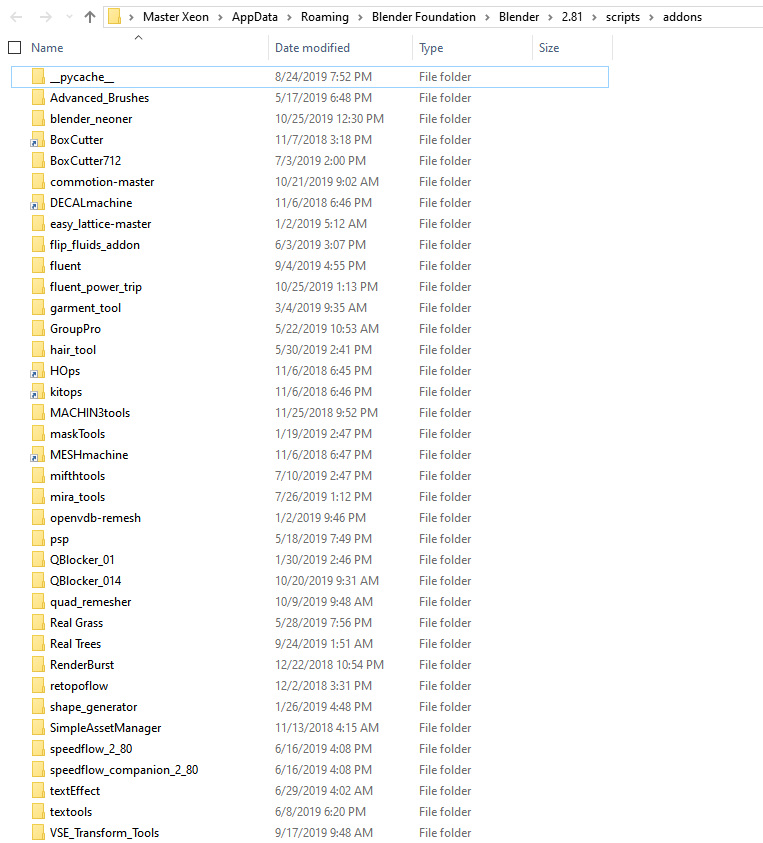 Master Xeon > AppData > Roaming > Blender Foundation > Blender > 2.81 > scripts > addons
Name Date modified Type Size
__pycache__ 8/24/2019 7:52 PM File folder
Advanced_Brushes 5/17/2019 6:48 PM File folder
blender_neoner 10/25/2019 12:30 PM File folder
BoxCutter 11/7/2018 3:18 PM File folder
BoxCutter712 7/3/2019 2:00 PM File folder
commotion-master 10/21/2019 9:02 AM File folder
DECALmachine 11/6/2018 6:46 PM File folder
easy_lattice-master 1/2/2019 5:12 AM File folder
flip_fluids_addon 6/3/2019 3:07 PM File folder
fluent 9/4/2019 4:55 PM File folder
fluent_power_trip 10/25/2019 1:13 PM File folder
garment_tool 3/4/2019 9:35 AM File folder
GroupPro 5/22/2019 10:53 AM File folder
hair_tool 5/30/2019 2:41 PM File folder
HOps 11/6/2018 6:45 PM File folder
kitops 11/6/2018 6:46 PM File folder
MACHIN3tools 11/25/2018 9:52 PM File folder
maskTools 1/19/2019 2:47 PM File folder
MESHmachine 11/6/2018 6:47 PM File folder
mifthtools 7/10/2019 2:47 PM File folder
mira_tools 7/26/2019 1:12 PM File folder
openvdb-remesh 1/2/2019 9:46 PM File folder
psp 5/18/2019 7:49 PM File folder
QBlocker_01 1/30/2019 2:46 PM File folder
QBlocker_014 10/20/2019 9:31 AM File folder
quad_remesher 10/9/2019 9:48 AM File folder
Real Grass 5/28/2019 7:56 PM File folder
Real Trees 9/24/2019 1:51 AM File folder
RenderBurst 12/22/2018 10:54 PM File folder
retopoflow 12/2/2018 3:31 PM File folder
shape_generator 1/26/2019 4:48 PM File folder
SimpleAssetManager 11/13/2018 4:15 AM File folder
speedflow_2_80 6/16/2019 4:08 PM File folder
speedflow_companion_2_80 6/16/2019 4:08 PM File folder
textEffect 6/29/2019 4:02 AM File folder
textools 6/8/2019 6:20 PM File folder
VSE_Transform_Tools 9/17/2019 9:48 AM File folder